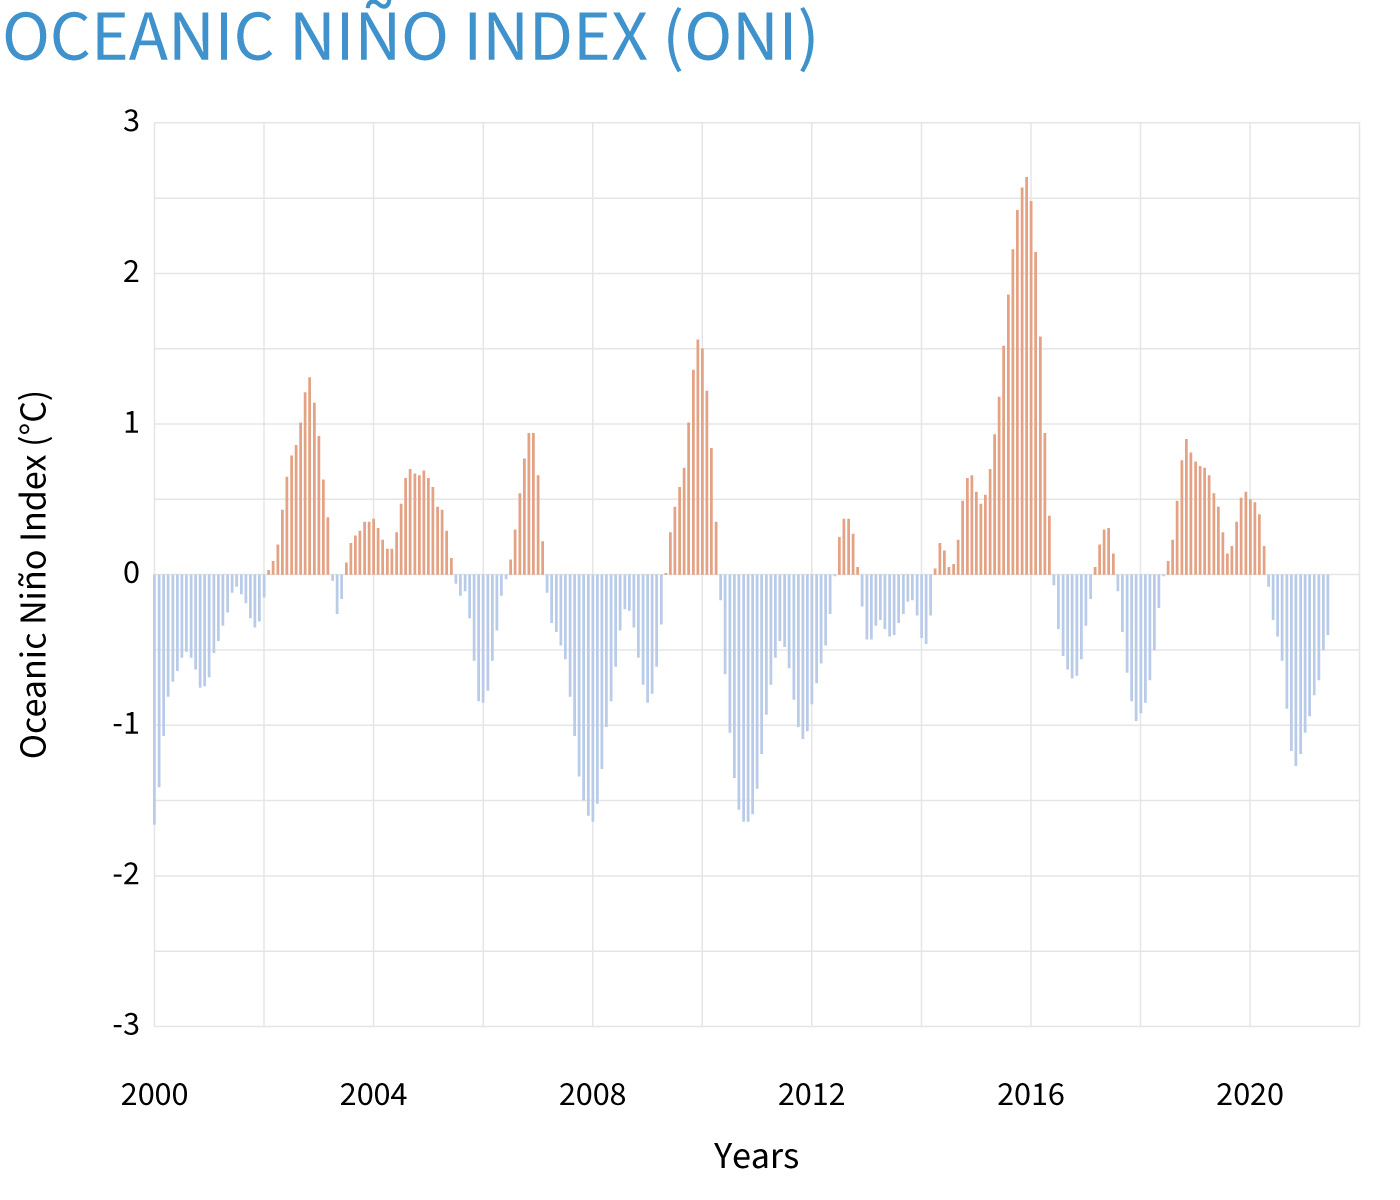 OCEANIC NIÑO INDEX (ONI)
3
2
1
0
-1
-2
-3
Oceanic Niño Index (°C)
2000 2004 2008 2012 2016 2020
Years